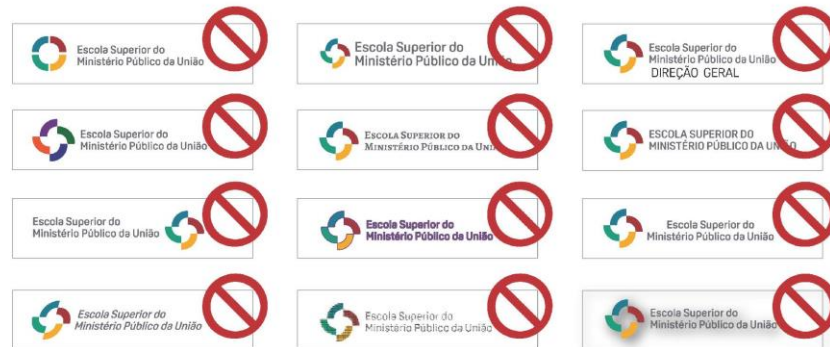 Escola Superior do
Ministério Público da União
Escola Superior do
Ministério Público da União
Escola Superior do
Ministério Público da União
DIREÇÃO GERAL
Escola Superior do
Ministério Público da União
ESCOLA SUPERIOR DO
MINISTÉRIO PÚBLICO DA UNIÃO
ESCOLA SUPERIOR DO
MINISTÉRIO PÚBLICO DA UNIÃO
Escola Superior do
Ministério Público da União
Escola Superior do
Ministério Público da União
Escola Superior do
Ministério Público da União
Escola Superior do
Ministério Público da União
Escola Superior do
Ministério Público da União
Escola Superior do
Ministério Público da União